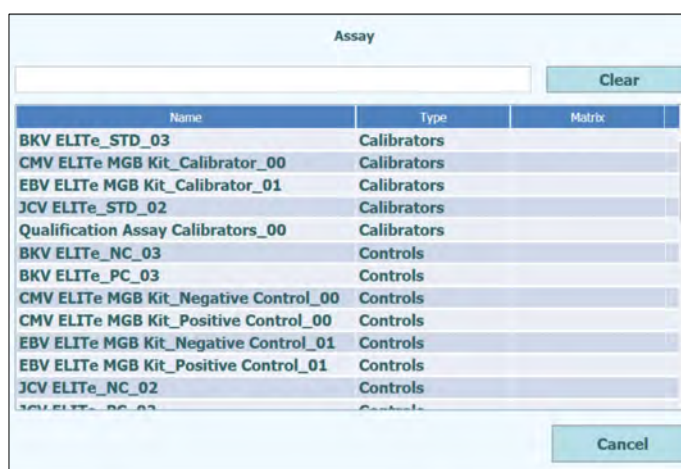 Assay
Clear
Name Type Matrix
BKV ELITe_STD_03 Calibrators
CMV ELITe MGB Kit_Calibrator_00 Calibrators
EBV ELITe MGB Kit_Calibrator_01 Calibrators
JCV ELITe_STD_02 Calibrators
Qualification Assay Calibrators_00 Calibrators
BKV ELITe_NC_03 Controls
BKV ELITe_PC_03 Controls
CMV ELITe MGB Kit_Negative Control_00 Controls
CMV ELITe MGB Kit_Positive Control_00 Controls
EBV ELITe MGB Kit_Negative Control_01 Controls
EBV ELITe MGB Kit_Positive Control_01 Controls
JCV ELITe_NC_02 Controls
Cancel